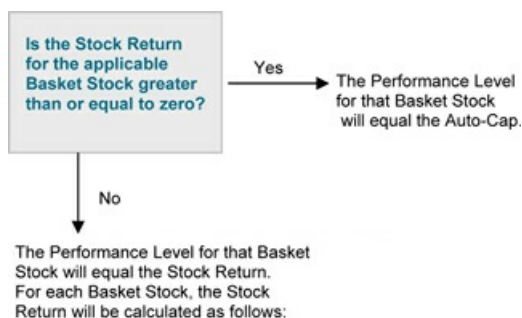 Is the Stock Return
for the applicable
Basket Stock greater
than or equal to zero?
Yes
The Performance Level
for that Basket Stock
will equal the Auto-Cap.
No
The Performance Level for that Basket
Stock will equal the Stock Return.
For each Basket Stock, the Stock
Return will be calculated as follows: